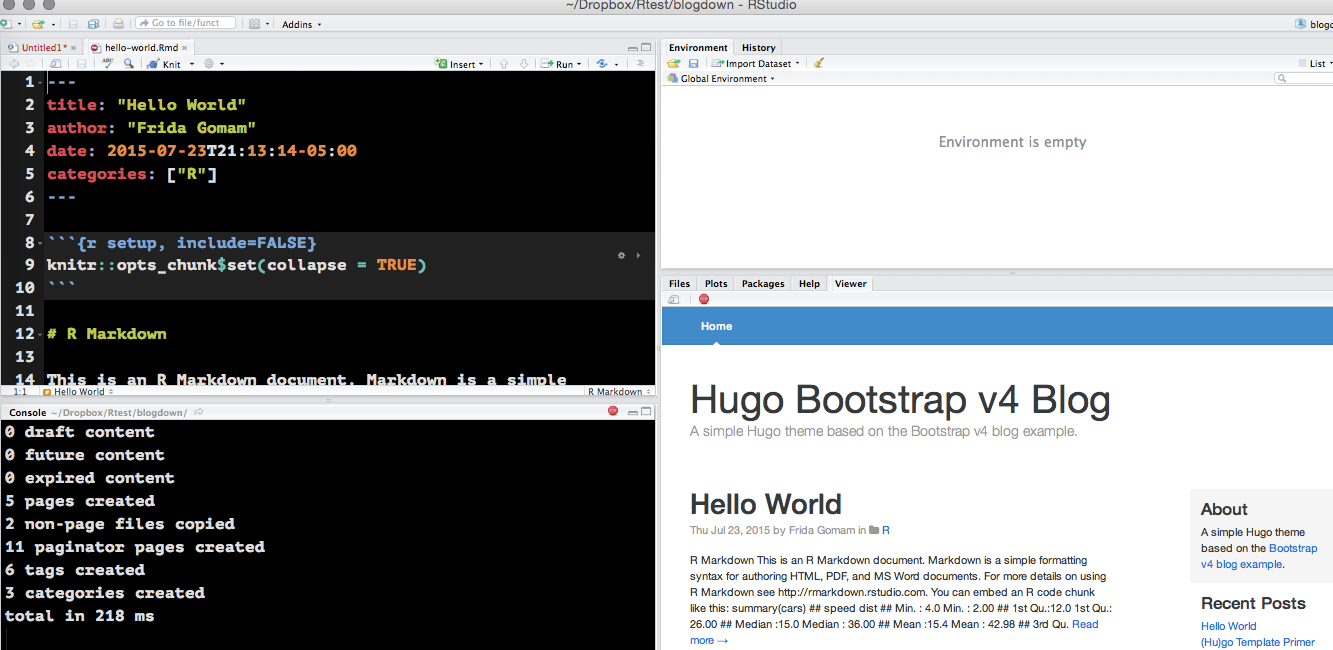 ~/Dropbox/Rtest/blogdown - RStudio
Go to file/funct
Addins
Untitled1*
hello-world.Rmd
ABC
Knit
Insert
Run
1 ---
2 title: "Hello World"
3 author: "Frida Gomam"
4 date: 2015-07-23T21:13:14-05:00
5 categories: ["R"]
6 ---
7
8 ```{r setup, include=FALSE}
9 knitr::opts_chunk$set(collapse = TRUE)
10 ```
11
12 # R Markdown
13
14 This is an R Markdown document. Markdown is a simple
1:1 Hello World R Markdown
Console ~/Dropbox/Rtest/blogdown/
0 draft content
0 future content
0 expired content
5 pages created
2 non-page files copied
11 paginator pages created
6 tags created
3 categories created
total in 218 ms
Environment History
Import Dataset
List
Global Environment
Environment is empty
Files Plots Packages Help Viewer
Home
Hugo Bootstrap v4 Blog
A simple Hugo theme based on the Bootstrap v4 blog example.
Hello World
Thu Jul 23, 2015 by Frida Gomam in R
R Markdown This is an R Markdown document. Markdown is a simple formatting
syntax for authoring HTML, PDF, and MS Word documents. For more details on using
R Markdown see http://rmarkdown.rstudio.com. You can embed an R code chunk
like this: summary(cars) ## speed dist ## Min. : 4.0 Min. : 2.00 ## 1st Qu.:12.0 1st Qu.:
26.00 ## Median :15.0 Median : 36.00 ## Mean :15.4 Mean : 42.98 ## 3rd Qu. Read
more →
About
A simple Hugo theme
based on the Bootstrap
v4 blog example.
Recent Posts
Hello World
(Hu)go Template Primer